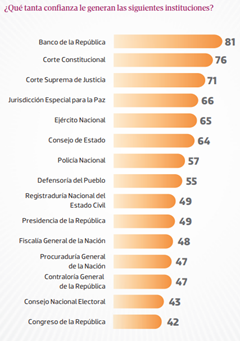 ¿Qué tanta confianza le generan las siguientes instituciones?
Banco de la República 81
Corte Constitucional 76
Corte Suprema de Justicia 71
Jurisdicción Especial para la Paz 66
Ejército Nacional 65
Consejo de Estado 64
Policía Nacional 57
Defensoría del Pueblo 55
Registraduría Nacional del
Estado Civil 49
Presidencia de la República 49
Fiscalía General de la Nación 48
Procuraduría General
de la Nación 47
Contraloría General
de la República 47
Consejo Nacional Electoral 43
Congreso de la República 42